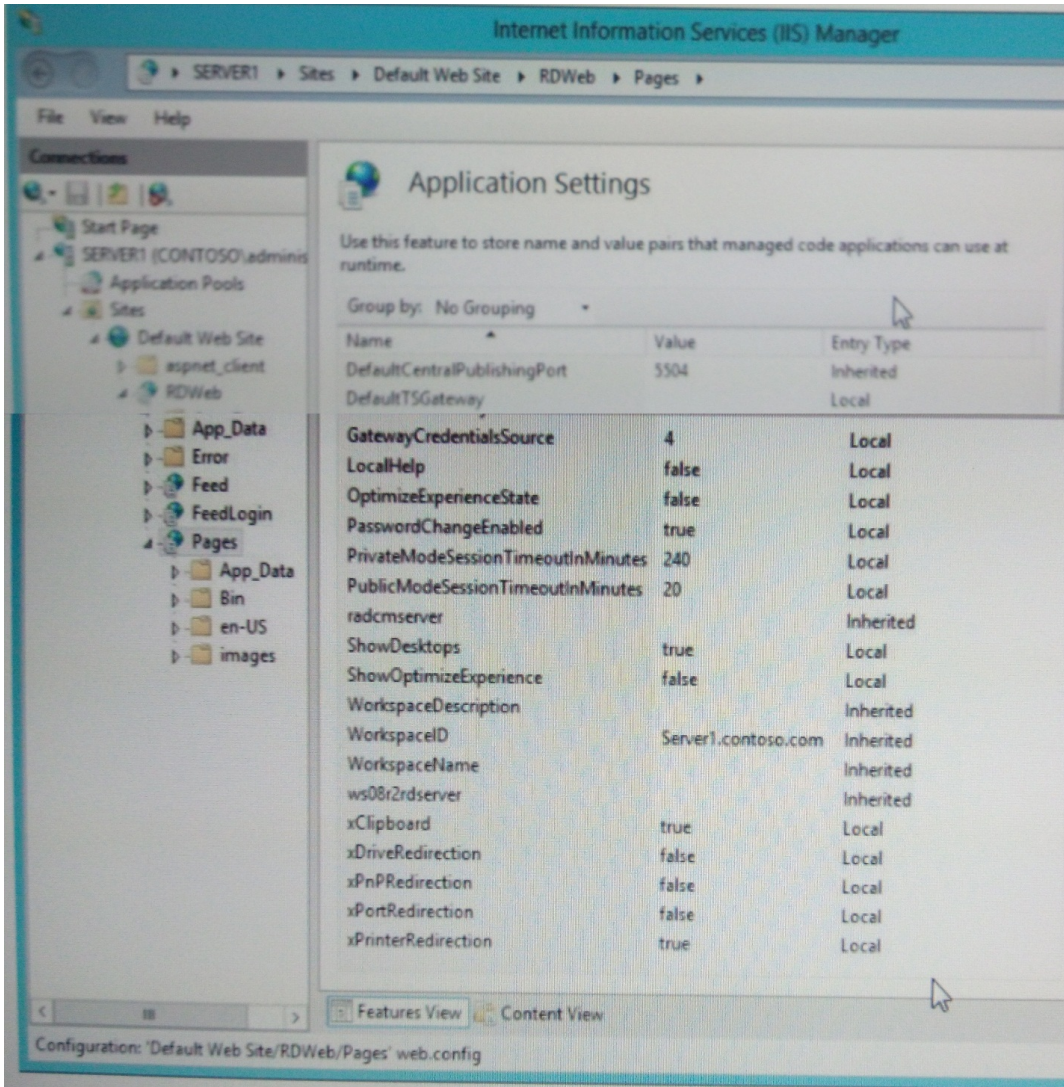 Internet Information Services (IIS) Manager
SERVER1 Sites Default Web Site RDWeb Pages
File View Help
Connections
Start Page
SERVER1 (CONTOSO\adminis
Application Pools
Sites
Default Web Site
aspnet_client
RDWeb
App_Data
Error
Feed
FeedLogin
Pages
App_Data
Bin
en-US
images
Application Settings
Use this feature to store name and value pairs that managed code applications can use at
runtime.
Group by: No Grouping
Name Value Entry Type
DefaultCentralPublishingPort 5504 Inherited
DefaultTSGateway Local
GatewayCredentialsSource 4 Local
LocalHelp false Local
OptimizeExperienceState false Local
PasswordChangeEnabled true Local
PrivateModeSessionTimeoutInMinutes 240 Local
PublicModeSessionTimeoutInMinutes 20 Local
radcmserver Inherited
ShowDesktops true Local
ShowOptimizeExperience false Local
WorkspaceDescription Inherited
WorkspaceID Server1.contoso.com Inherited
WorkspaceName Inherited
ws08r2rdserver Inherited
xClipboard true Local
xDriveRedirection false Local
xPnPRedirection false Local
xPortRedirection false Local
xPrinterRedirection true Local
Features View Content View
Configuration: 'Default Web Site/RDWeb/Pages' web.config